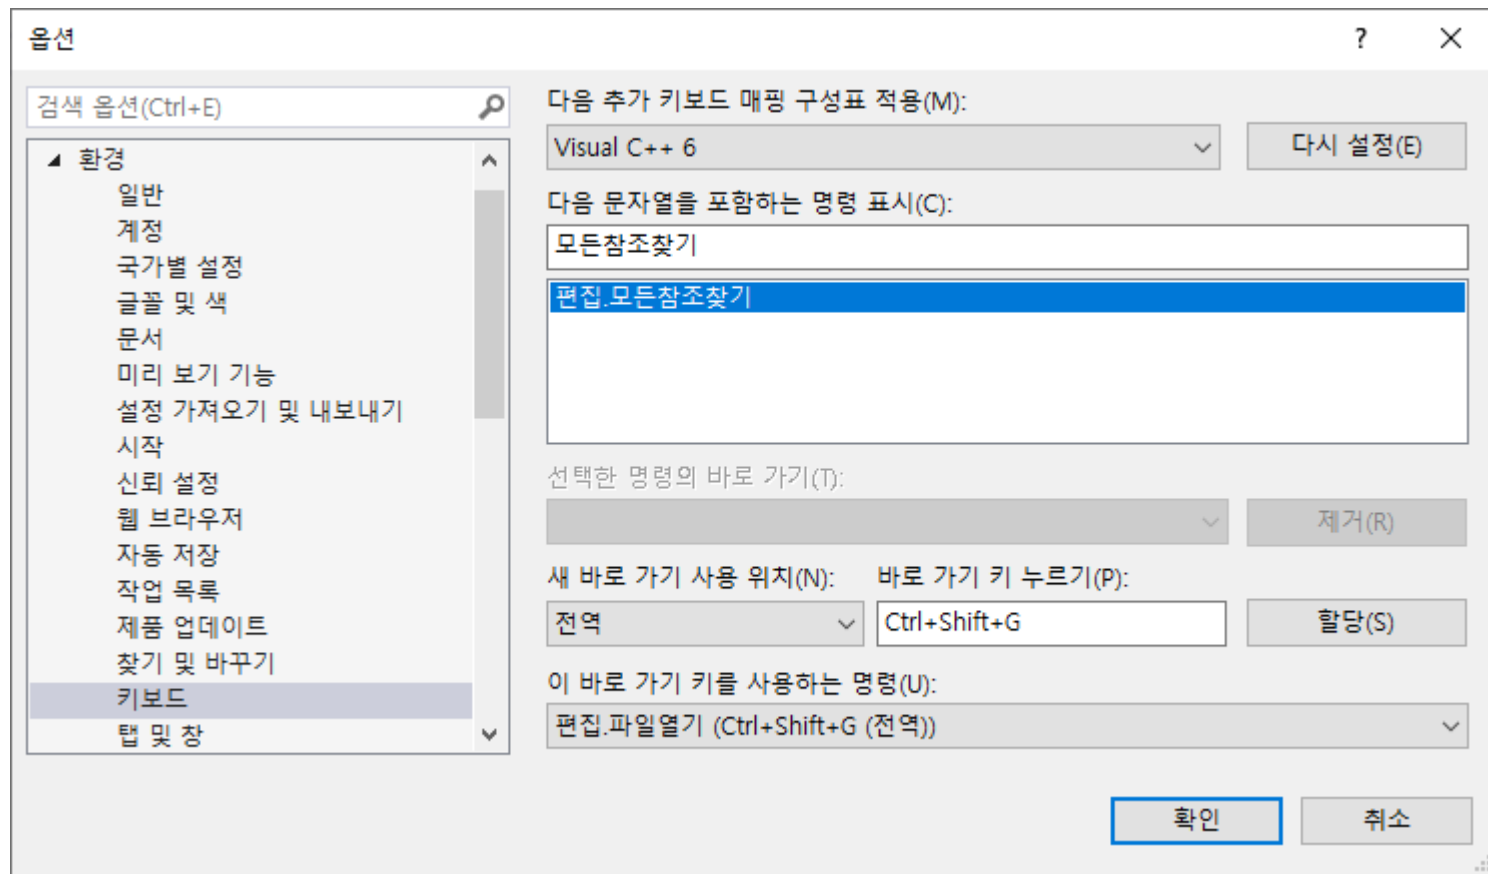 옵션
?
검색 옵션(Ctrl+E)
환경
일반
계정
국가별 설정
글꼴 및 색
문서
미리 보기 기능
설정 가져오기 및 내보내기
시작
신뢰 설정
웹 브라우저
자동 저장
작업 목록
제품 업데이트
찾기 및 바꾸기
키보드
탭 및 창
다음 추가 키보드 매핑 구성표 적용(M):
Visual C++ 6
다시 설정(E)
다음 문자열을 포함하는 명령 표시(C):
모든참조찾기
편집.모든참조찾기
선택한 명령의 바로 가기(T):
제거(R)
새 바로 가기 사용 위치(N): 바로 가기 키 누르기(P):
전역 Ctrl+Shift+G 할당(S)
이 바로 가기 키를 사용하는 명령(U):
편집.파일열기 (Ctrl+Shift+G (전역))
확인 취소